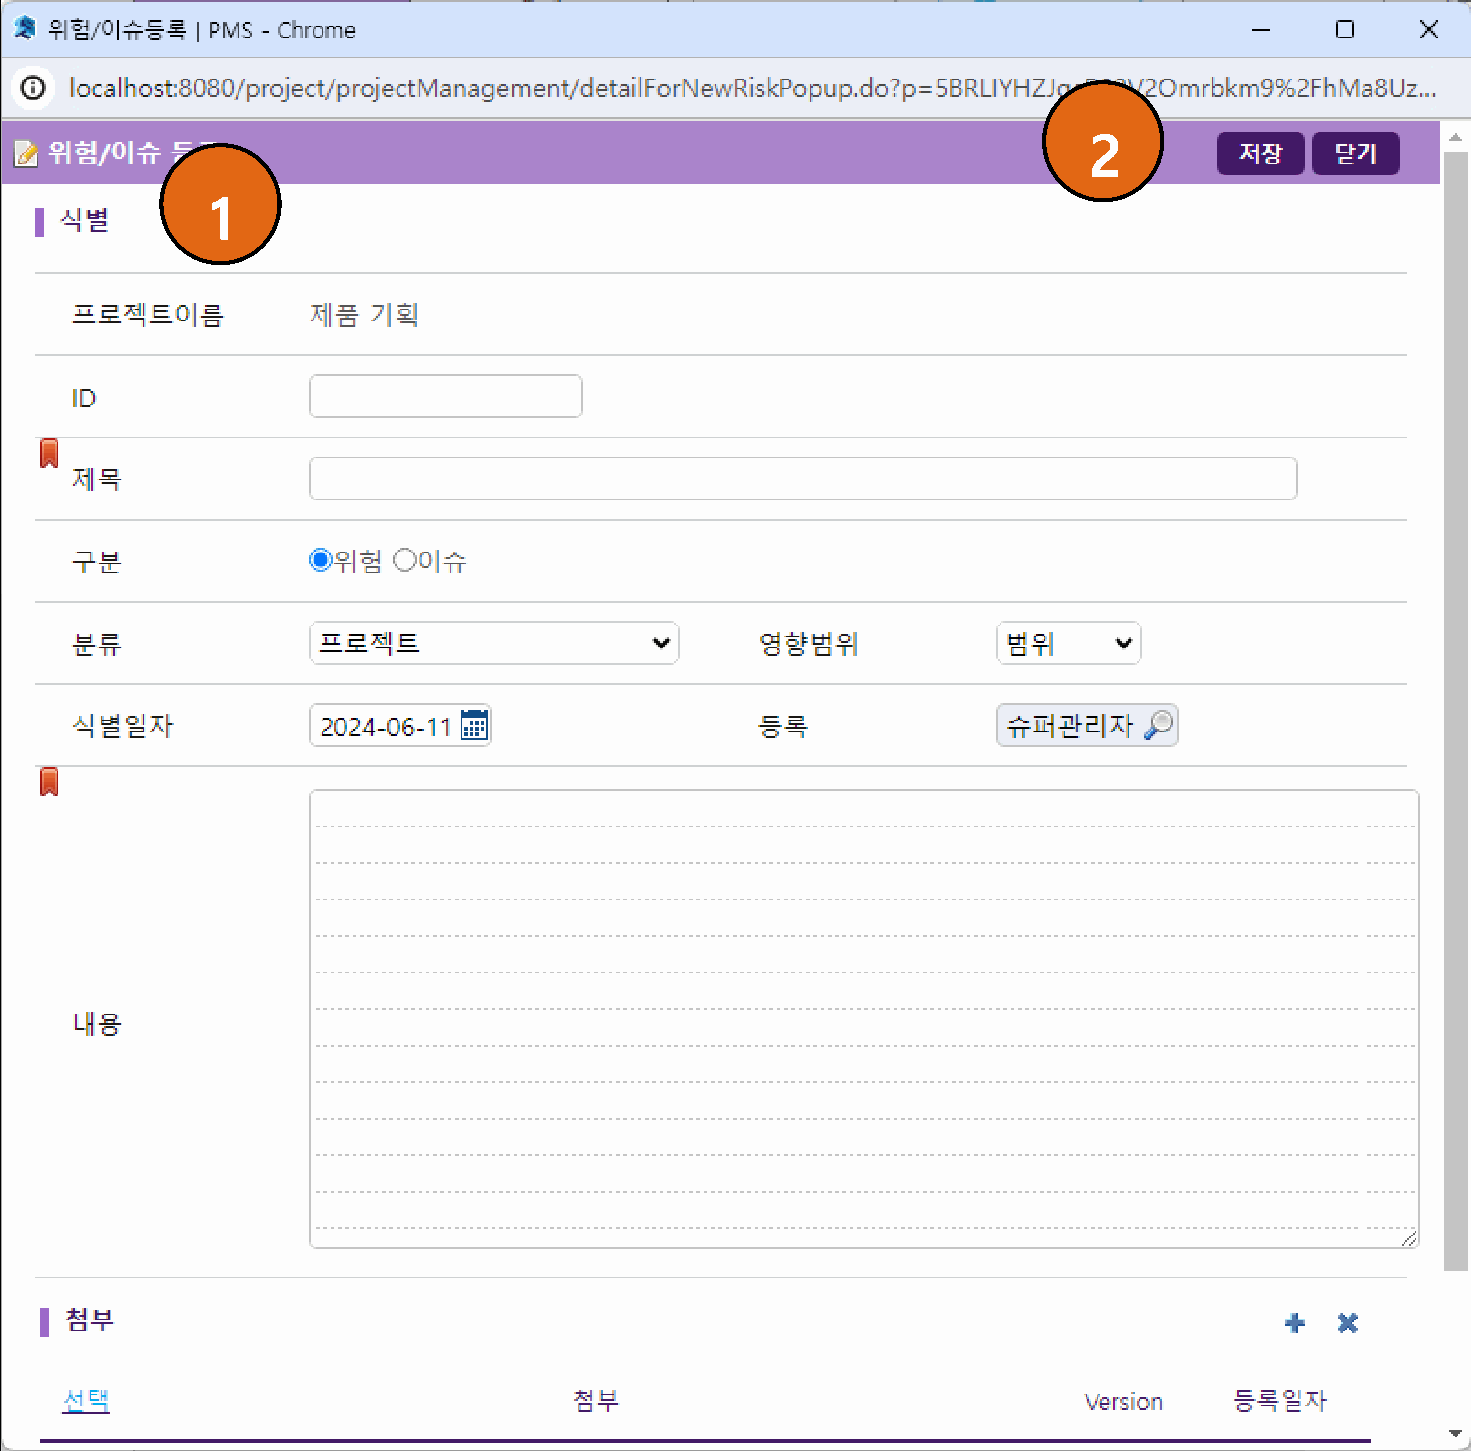 위험/이슈등록 | PMS - Chrome
localhost:8080/project/projectManagement/detailForNewRiskPopup.do?p=5BRLIYHZJ
2Omrbkm9%2FhMa8Uz...
위험/이슈
2
저장 닫기
1
식별
프로젝트이름 제품 기획
ID
제목
구분 위험 이슈
분류 프로젝트 영향범위 범위
식별일자 2024-06-11 등록 슈퍼관리자
내용
첨부
선택 첨부 Version 등록일자